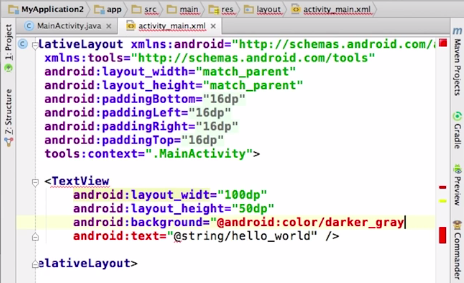 MyApplication2 app src main res layout activity_main.xml
MainActivity.java activity_main.xml
1: Project
7: Structure
elativeLayout xmlns:android="http://schemas.android.com/a
xmlns:tools="http://schemas.android.com/tools"
android:layout_width="match_parent"
android:layout_height="match_parent"
android:paddingBottom="16dp"
android:paddingLeft="16dp"
android:paddingRight="16dp"
android:paddingTop="16dp"
tools:context=".MainActivity">
<TextView
android:layout_widt="100dp"
android:layout_height="50dp"
android:background="@android:color/darker_gray
android:text="@string/hello_world" />
elativeLayout>
Maven Projects
Gradle
Preview
Commander